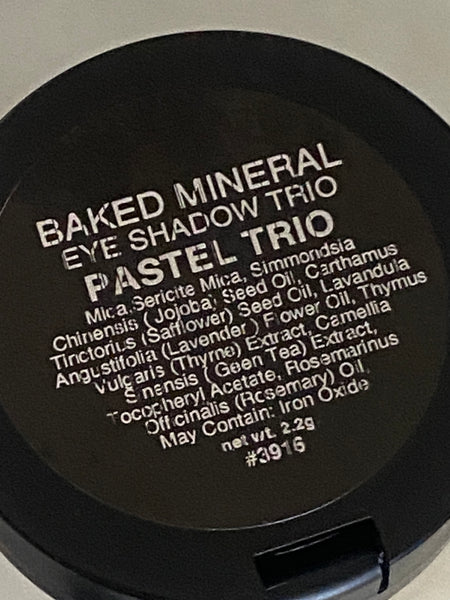 BAKED MINERAL
EYE SHADOW TRIO
PASTEL TRIO
Mica, Sericite Mica, Simmondsia
Chinensis (Jojoba) Seed Oil, Carthamus
Tinctorius (Safflower) Seed Oil, Lavandula
Angustifolia (Lavender) Flower Oil, Thymus
Vulgaris (Thyme) Extract, Camellia
Sinensis (Green Tea) Extract,
Tocopheryl Acetate, Rosemarinus
Officinalis (Rosemary) Oil,
May Contain: Iron Oxide
net wt. 2.2g
#3916